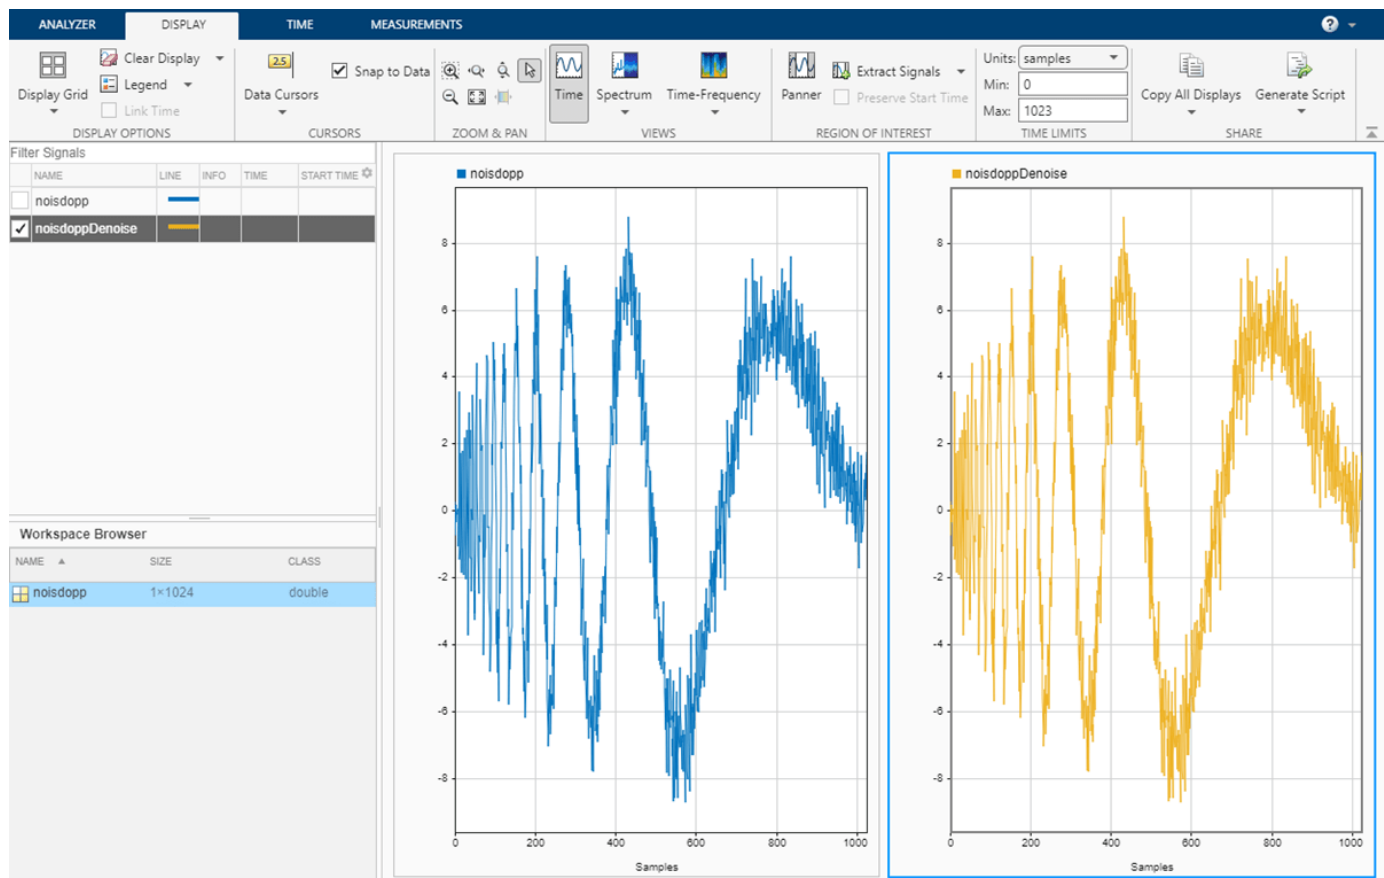 ANALYZER DISPLAY TIME MEASUREMENTS ?
Display Grid
Clear Display
Legend
Link Time
DISPLAY OPTIONS
2.5
Data Cursors
Snap to Data
CURSORS
ZOOM & PAN
Time
Spectrum
Time-Frequency
VIEWS
Panner
Extract Signals
Preserve Start Time
REGION OF INTEREST
Units: samples
Min: 0
Max: 1023
TIME LIMITS
Copy All Displays
Generate Script
SHARE
Filter Signals
NAME LINE INFO TIME START TIME
noisdopp
noisdoppDenoise
Workspace Browser
NAME SIZE CLASS
noisdopp 1×1024 double
noisdopp
8
6
4
2
0
-2
-4
-6
-8
0 200 400 600 800 1000
Samples
noisdoppDenoise
8
6
4
2
0
-2
-4
-6
-8
0 200 400 600 800 1000
Samples